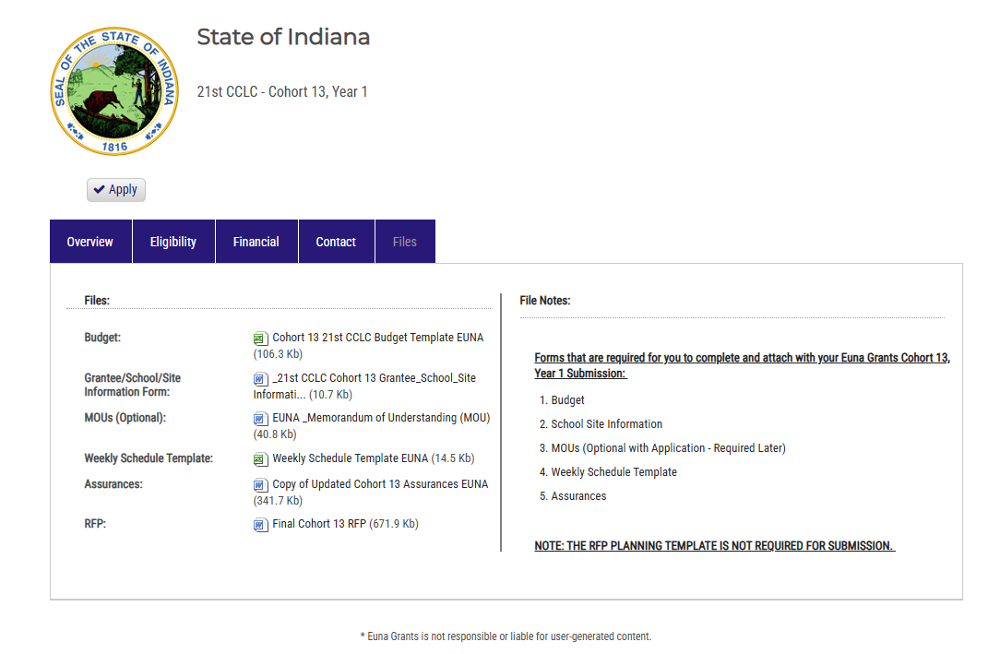 SEAL OF THE STATE OF INDIANA
1816
State of Indiana
21st CCLC - Cohort 13, Year 1
Apply
Overview
Eligibility
Financial
Contact
Files
Files:
Budget:
Cohort 13 21st CCLC Budget Template EUNA
(106.3 Kb)
Grantee/School/Site
Information Form:
_21st CCLC Cohort 13 Grantee_School_Site
Informati... (10.7 Kb)
MOUs (Optional):
EUNA _Memorandum of Understanding (MOU)
(40.8 Kb)
Weekly Schedule Template:
Weekly Schedule Template EUNA (14.5 Kb)
Assurances:
Copy of Updated Cohort 13 Assurances EUNA
(341.7 Kb)
RFP:
Final Cohort 13 RFP (671.9 Kb)
File Notes:
Forms that are required for you to complete and attach with your Euna Grants Cohort 13,
Year 1 Submission:
1. Budget
2. School Site Information
3. MOUs (Optional with Application - Required Later)
4. Weekly Schedule Template
5. Assurances
NOTE: THE RFP PLANNING TEMPLATE IS NOT REQUIRED FOR SUBMISSION.
* Euna Grants is not responsible or liable for user-generated content.